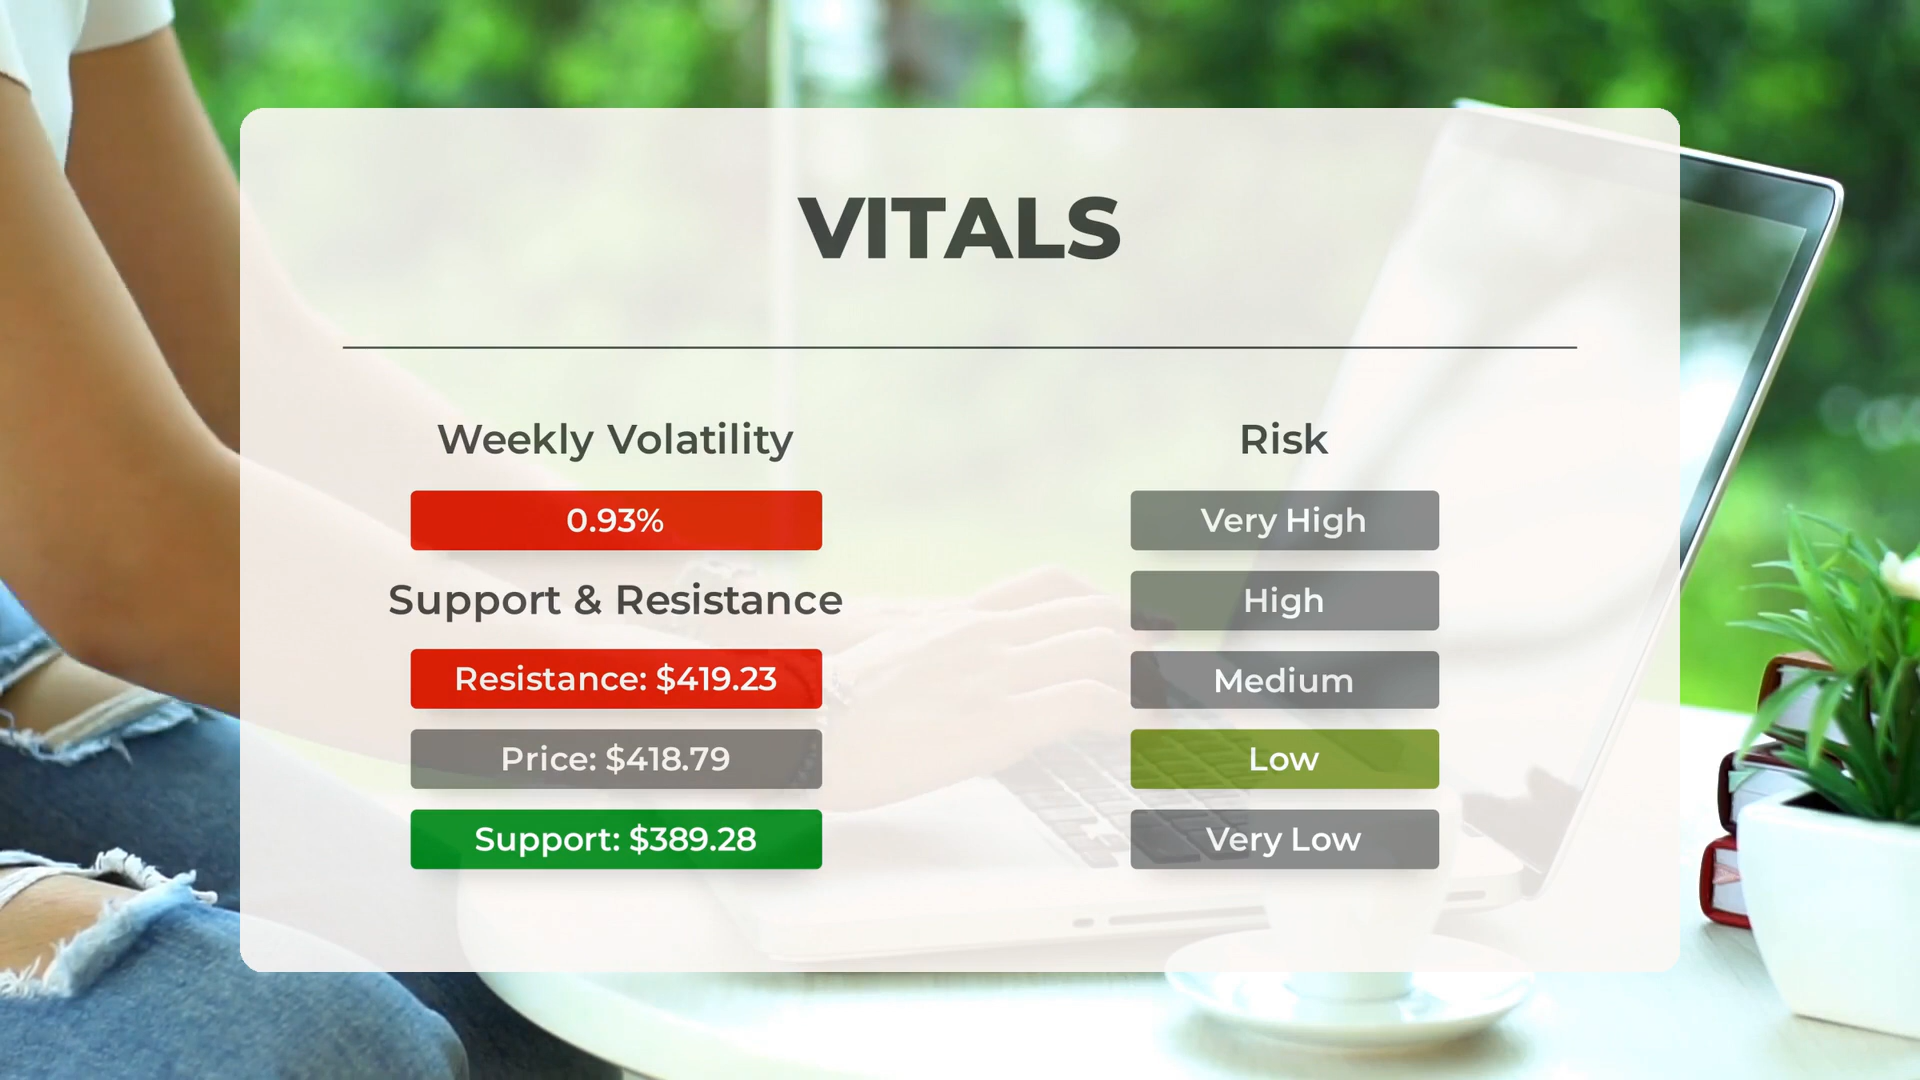 VITALS
Weekly Volatility
0.93%
Support & Resistance
Resistance: $419.23
Price: $418.79
Support: $389.28
Risk
Very High
High
Medium
Low
Very Low